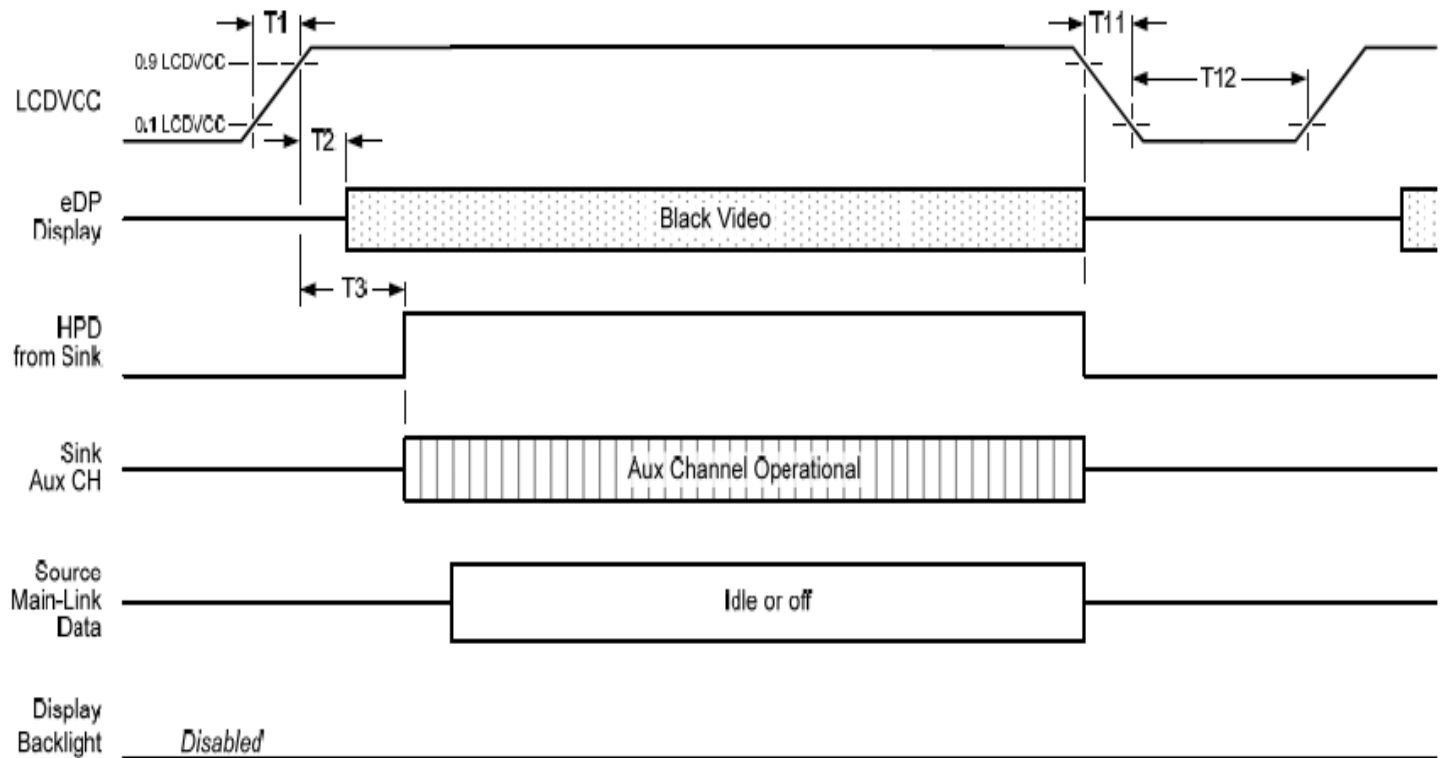 T1
T11
0.9 LCDVCC
LCDVCC
T12
0.1 LCDVCC
T2
eDP
Display
Black Video
T3
HPD
from Sink
Sink
Aux CH
Aux Channel Operational
Source
Main-Link
Data
Idle or off
Display
Backlight
Disabled